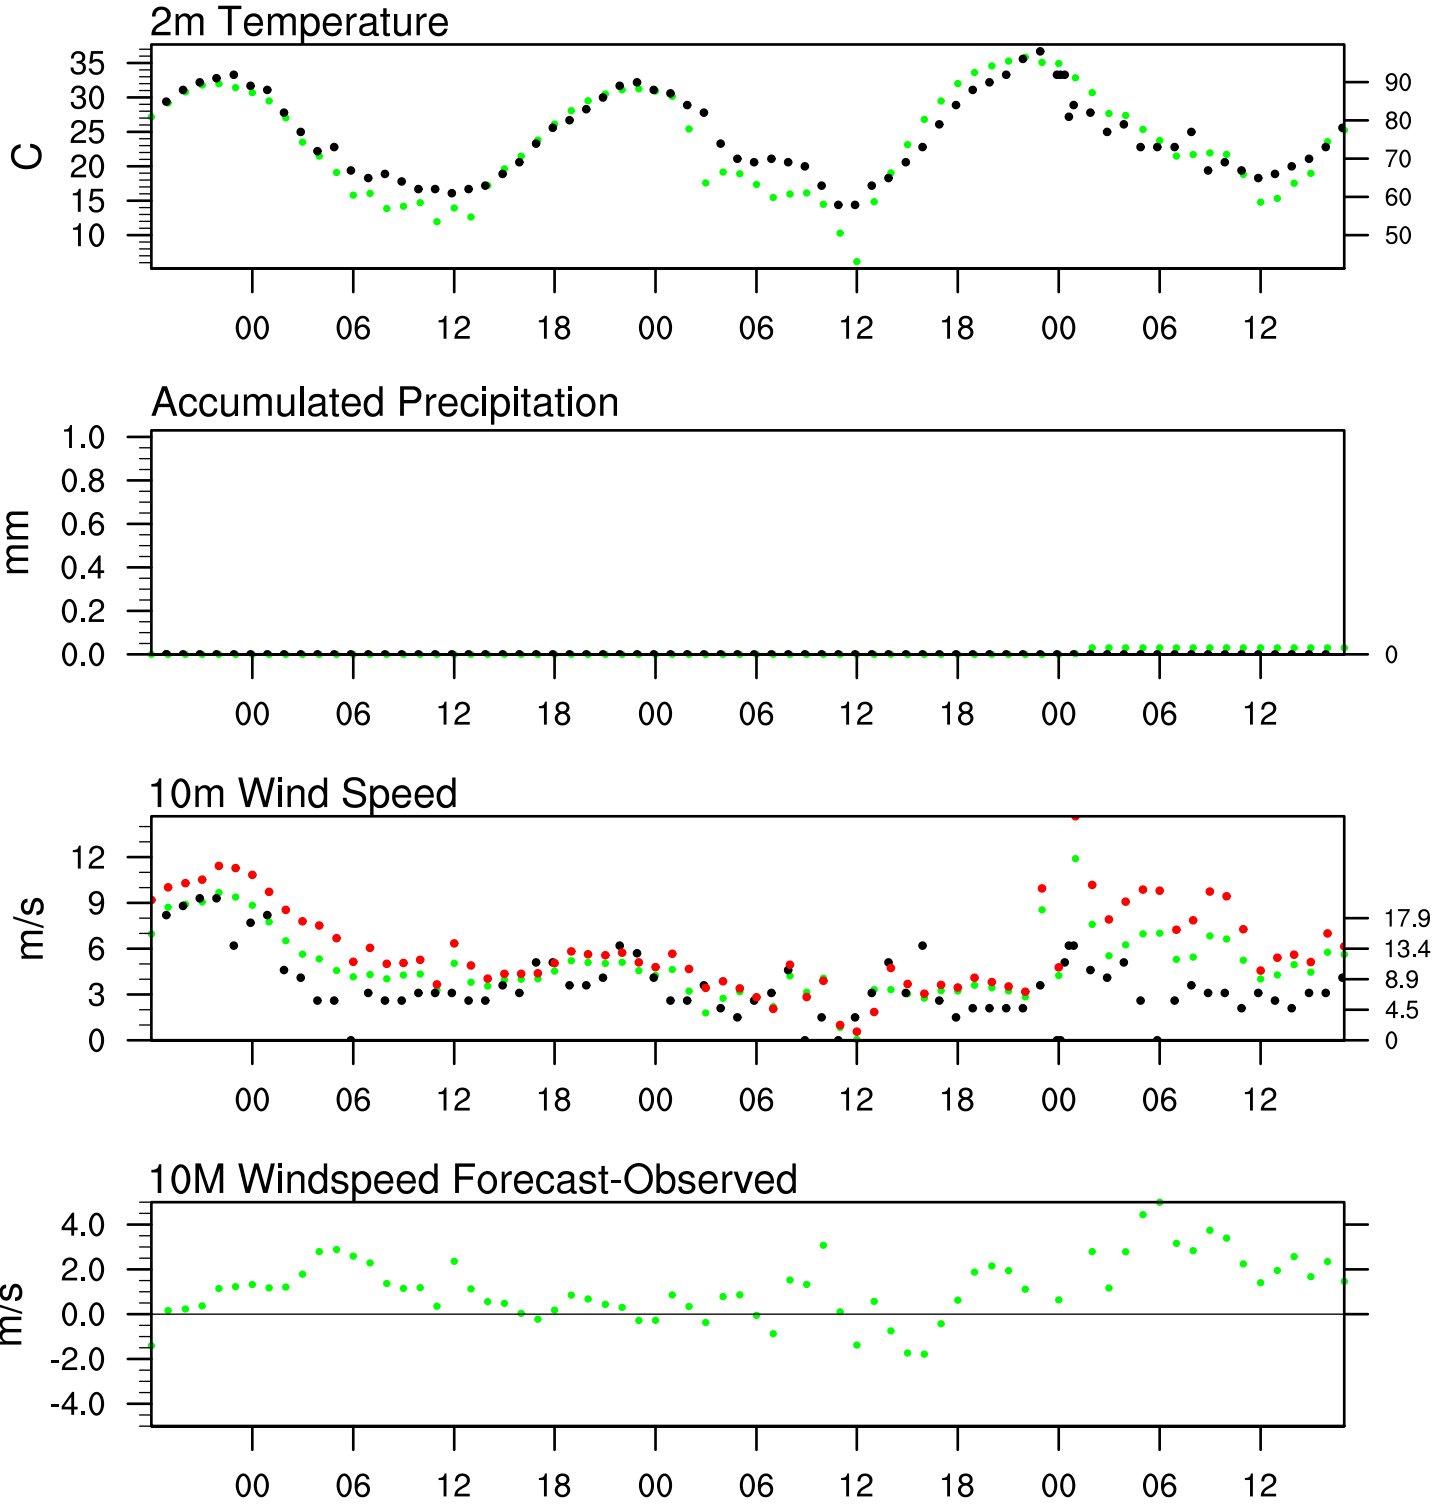 2m Temperature
C
35
30
25
20
15
10
90
80
70
60
50
00 06 12 18 00 06 12 18 00 06 12
Accumulated Precipitation
mm
1.0
0.8
0.6
0.4
0.2
0.0
0
00 06 12 18 00 06 12 18 00 06 12
10m Wind Speed
m/s
12
9
6
3
0
17.9
13.4
8.9
4.5
0
00 06 12 18 00 06 12 18 00 06 12
10M Windspeed Forecast-Observed
m/s
4.0
2.0
0.0
-2.0
-4.0
00 06 12 18 00 06 12 18 00 06 12